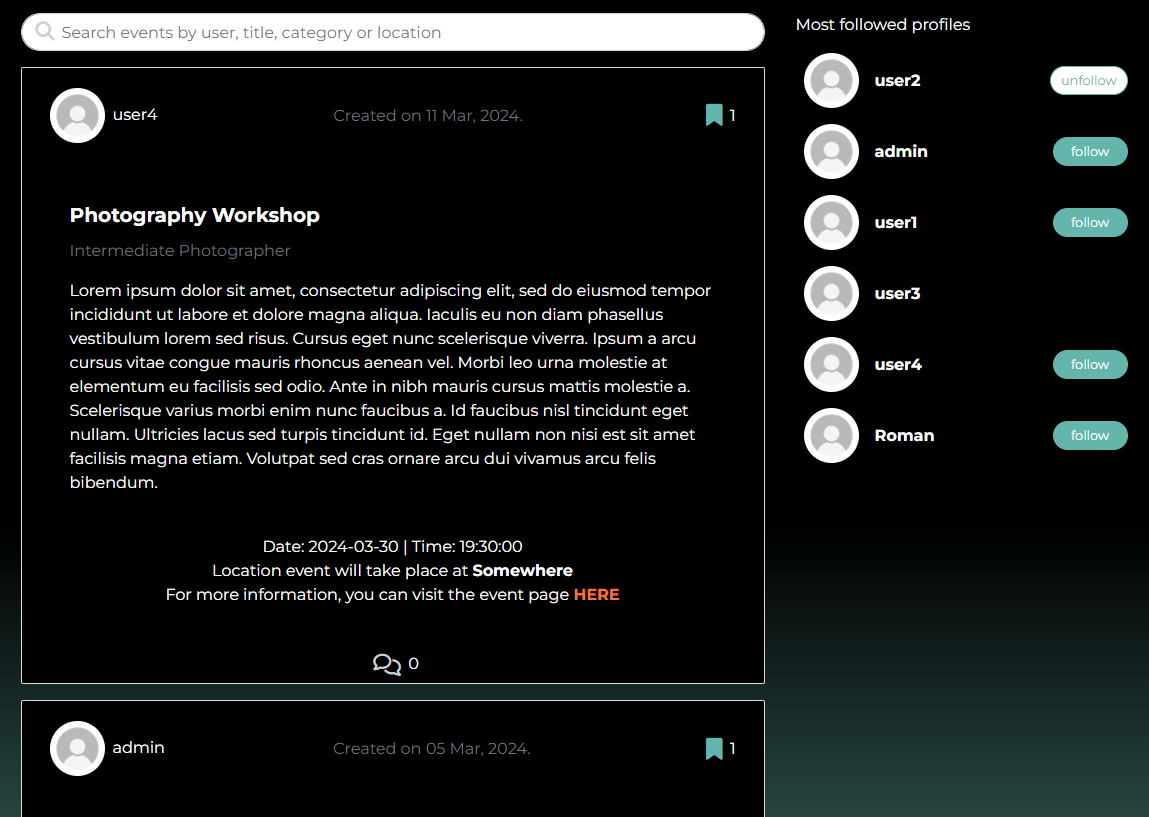 Search events by user, title, category or location
user4
Created on 11 Mar, 2024.
1
Photography Workshop
Intermediate Photographer
Lorem ipsum dolor sit amet, consectetur adipiscing elit, sed do eiusmod tempor
incididunt ut labore et dolore magna aliqua. Iaculis eu non diam phasellus
vestibulum lorem sed risus. Cursus eget nunc scelerisque viverra. Ipsum a arcu
cursus vitae congue mauris rhoncus aenean vel. Morbi leo urna molestie at
elementum eu facilisis sed odio. Ante in nibh mauris cursus mattis molestie a.
Scelerisque varius morbi enim nunc faucibus a. Id faucibus nisl tincidunt eget
nullam. Ultricies lacus sed turpis tincidunt id. Eget nullam non nisi est sit amet
facilisis magna etiam. Volutpat sed cras ornare arcu dui vivamus arcu felis
bibendum.
Date: 2024-03-30 | Time: 19:30:00
Location event will take place at Somewhere
For more information, you can visit the event page HERE
0
admin
Created on 05 Mar, 2024.
1
Most followed profiles
user2
unfollow
admin
follow
user1
follow
user3
user4
follow
Roman
follow